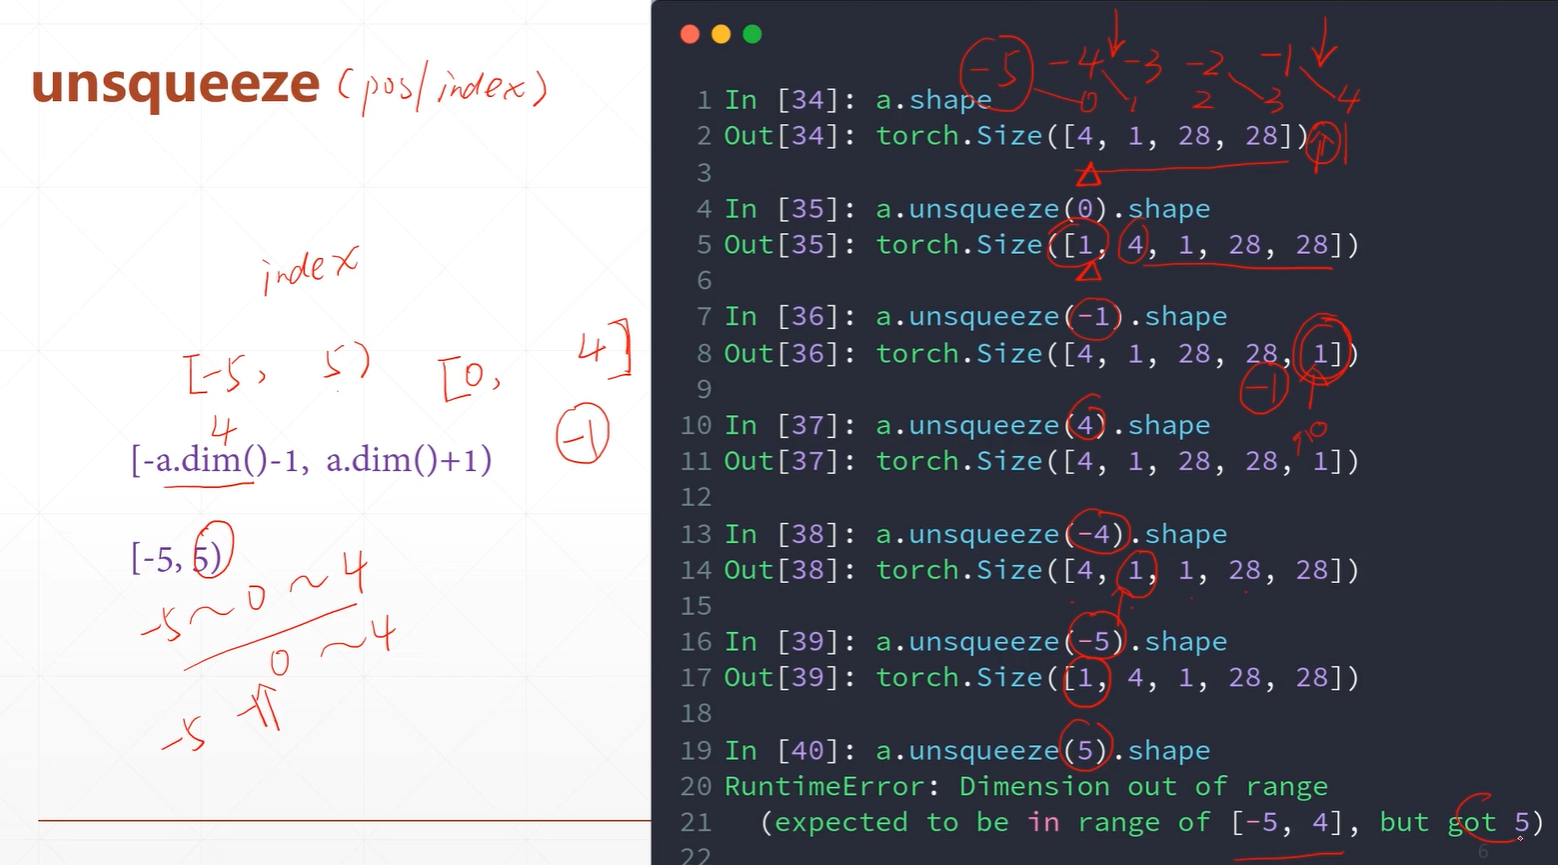 unsqueeze (pos/index)
index
[-5, 5) [0, 4]
4 -1
[-a.dim()-1, a.dim()+1)
[-5, 5)
-5 ~ 0 ~ 4
0 ~ 4
-5 -1
-5 -4 -3 -2 -1
0 1 2 3 4
1 In [34]: a.shape
2 Out[34]: torch.Size([4, 1, 28, 28])
3
4 In [35]: a.unsqueeze(0).shape
5 Out[35]: torch.Size([1, 4, 1, 28, 28])
6
7 In [36]: a.unsqueeze(-1).shape
8 Out[36]: torch.Size([4, 1, 28, 28, 1])
9 -1
10 In [37]: a.unsqueeze(4).shape
11 Out[37]: torch.Size([4, 1, 28, 28, 1])
12
13 In [38]: a.unsqueeze(-4).shape
14 Out[38]: torch.Size([4, 1, 1, 28, 28])
15
16 In [39]: a.unsqueeze(-5).shape
17 Out[39]: torch.Size([1, 4, 1, 28, 28])
18
19 In [40]: a.unsqueeze(5).shape
20 RuntimeError: Dimension out of range
21 (expected to be in range of [-5, 4], but got 5)
22
6